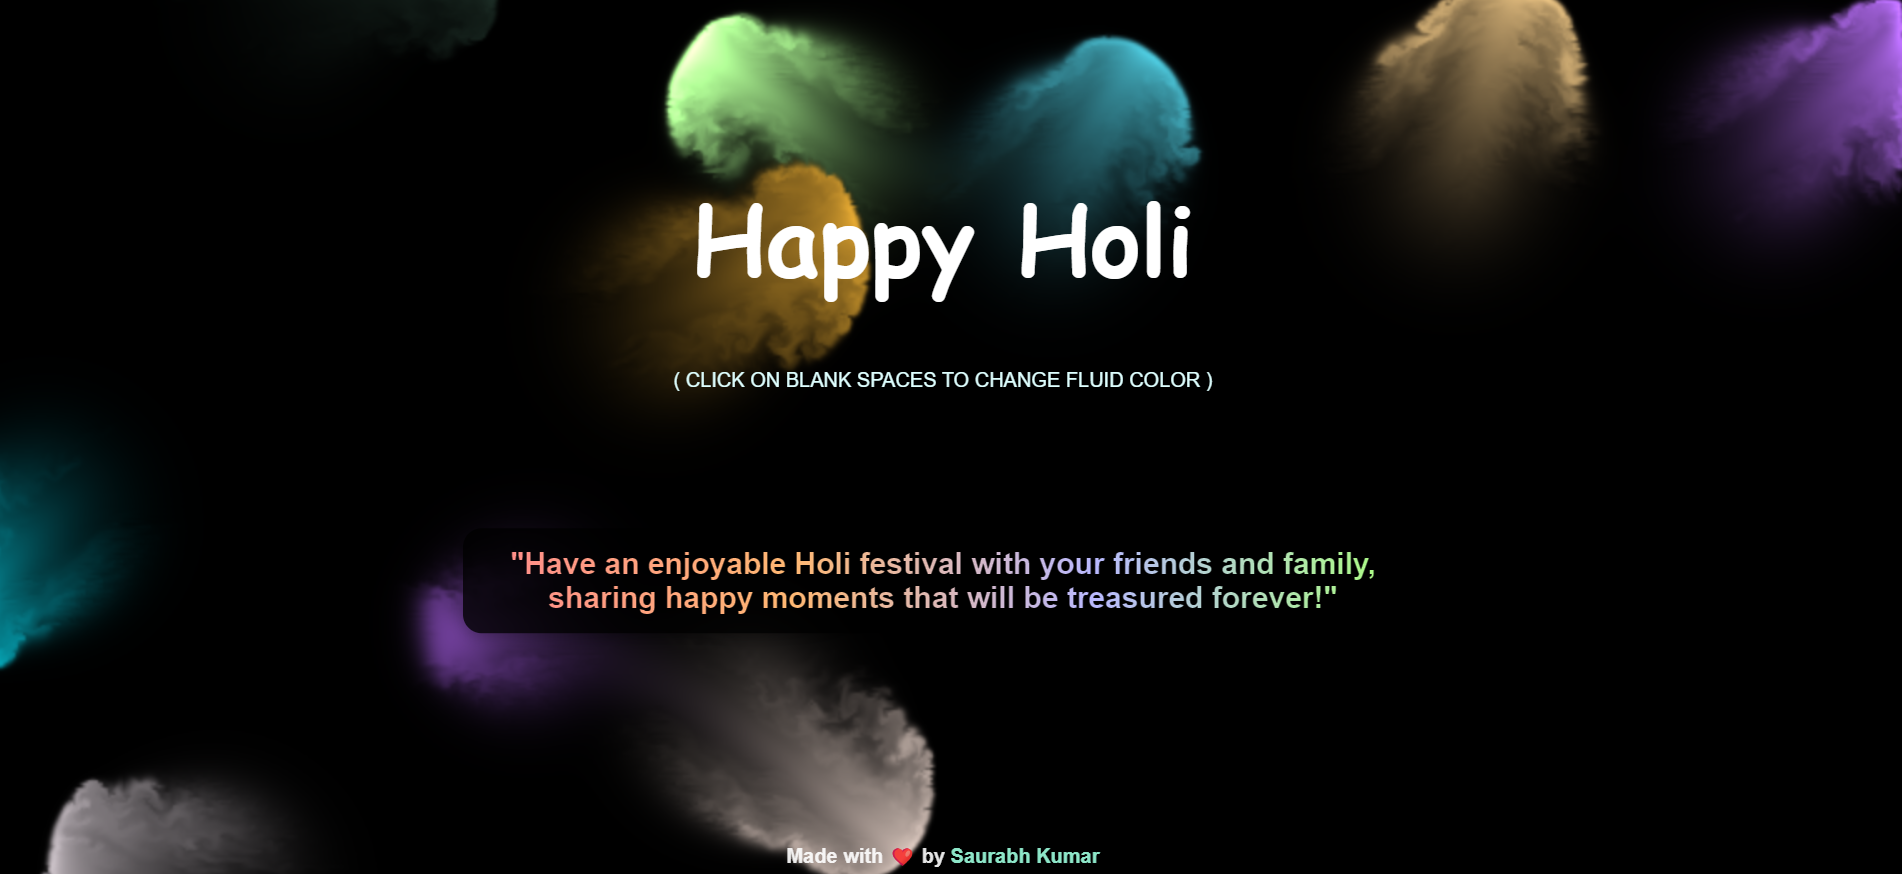 Happy Holi
( CLICK ON BLANK SPACES TO CHANGE FLUID COLOR )
"Have an enjoyable Holi festival with your friends and family,
sharing happy moments that will be treasured forever!"
Made with ❤️ by Saurabh Kumar